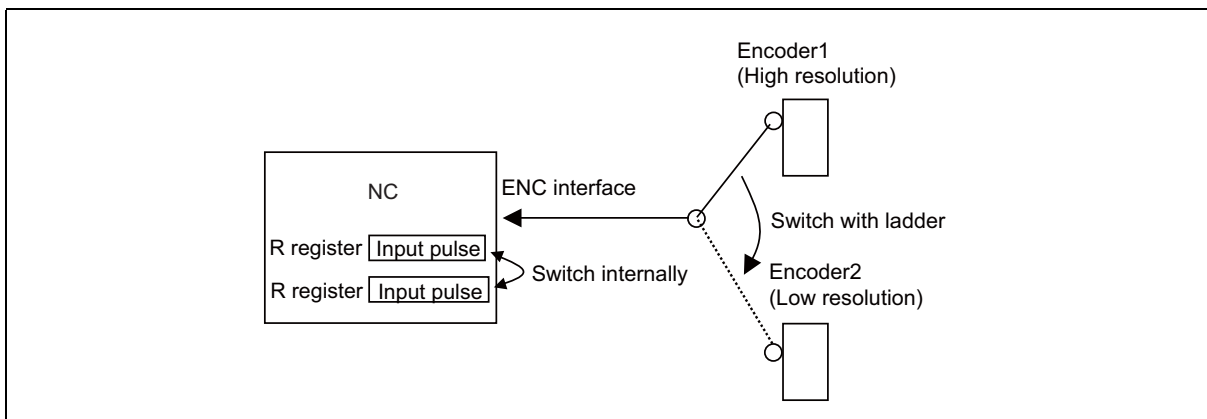 Encoder1
(High resolution)
NC
ENC interface
Switch with ladder
R register Input pulse
Switch internally
R register Input pulse
Encoder2
(Low resolution)